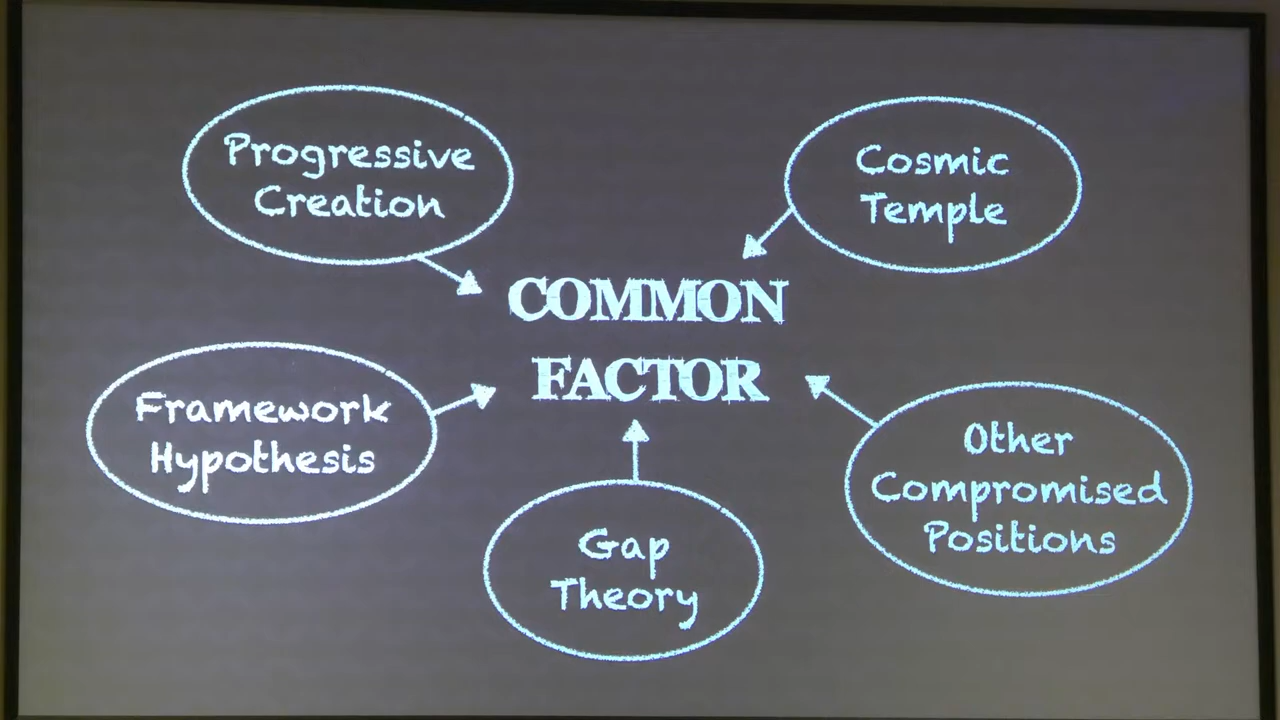 Progressive
Creation
Cosmic
Temple
COMMON
FACTOR
Framework
Hypothesis
Other
Compromised
Positions
Gap
Theory